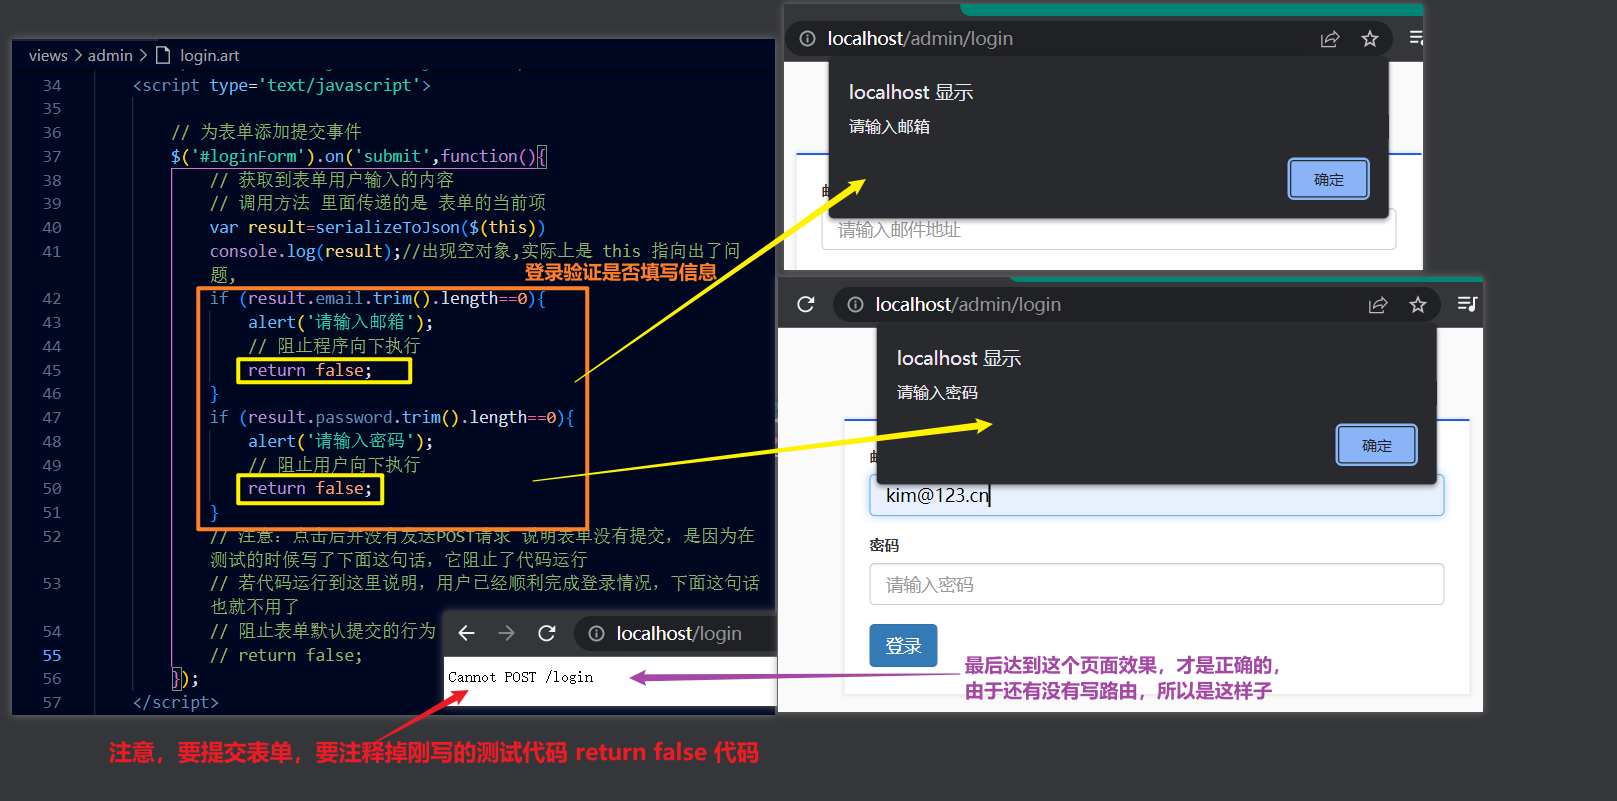 views > admin > login.art
34 <script type='text/javascript'>
35
36 // 为表单添加提交事件
37 $('#loginForm').on('submit',function(){
38 // 获取到表单用户输入的内容
39 // 调用方法 里面传递的是 表单的当前项
40 var result=serializeToJson($(this))
41 console.log(result);//出现空对象,实际上是 this 指向出了问
题,
登录验证是否填写信息
42 if (result.email.trim().length==0){
43 alert('请输入邮箱');
44 // 阻止程序向下执行
45 return false;
46 }
47 if (result.password.trim().length==0){
48 alert('请输入密码');
49 // 阻止用户向下执行
50 return false;
51 }
52 // 注意: 点击后并没有发送POST请求 说明表单没有提交，是因为在
测试的时候写了下面这句话，它阻止了代码运行
53 // 若代码运行到这里说明，用户已经顺利完成登录情况，下面这句话
也就不用了
54 // 阻止表单默认提交的行为
55 // return false;
56 });
57 </script>
localhost/login
Cannot POST /login
注意，要提交表单，要注释掉刚写的测试代码 return false 代码
localhost/admin/login
localhost 显示
请输入邮箱
确定
请输入邮件地址
localhost/admin/login
localhost 显示
请输入密码
确定
kim@123.cn
密码
请输入密码
登录
最后达到这个页面效果，才是正确的，
由于还有没有写路由，所以是这样子